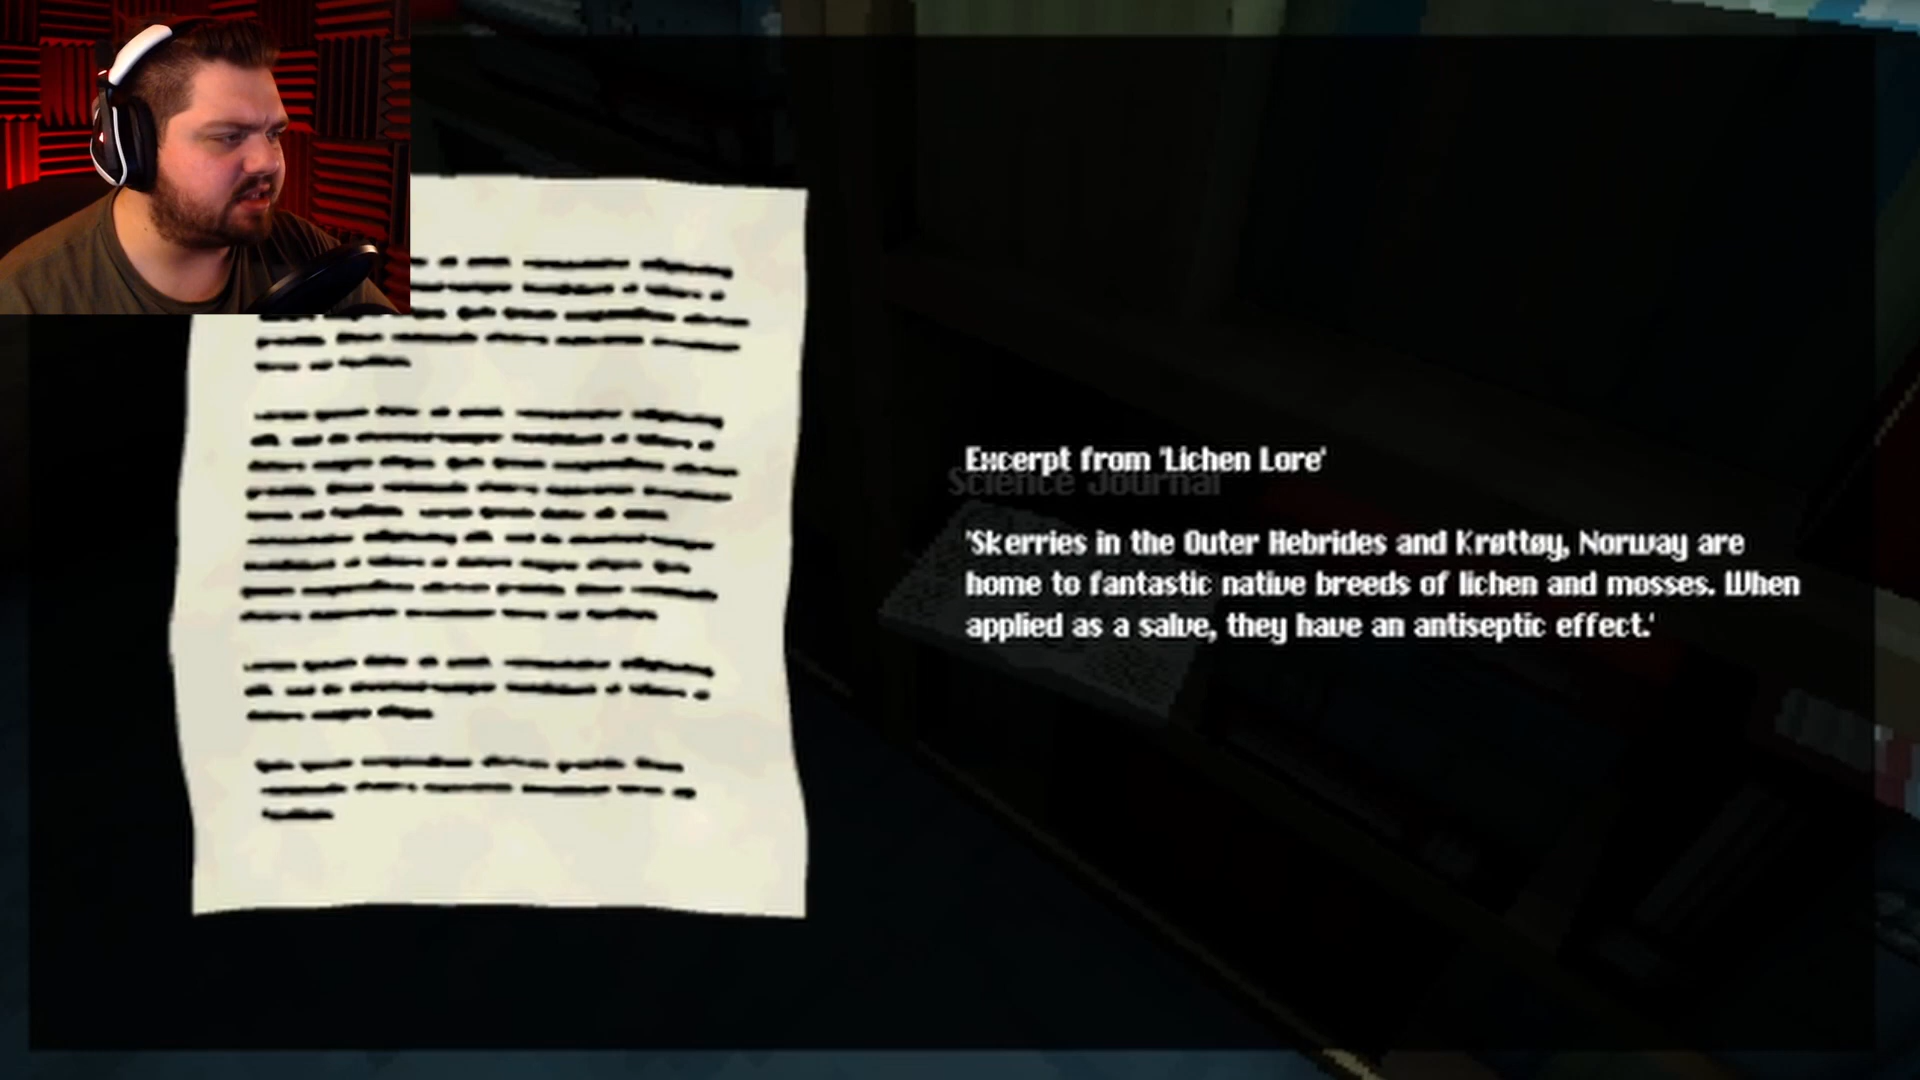 Excerpt from 'Lichen Lore'
Science Journal
'Skerries in the Outer Hebrides and Krøttøy, Norway are
home to fantastic native breeds of lichen and mosses. When
applied as a salve, they have an antiseptic effect.'